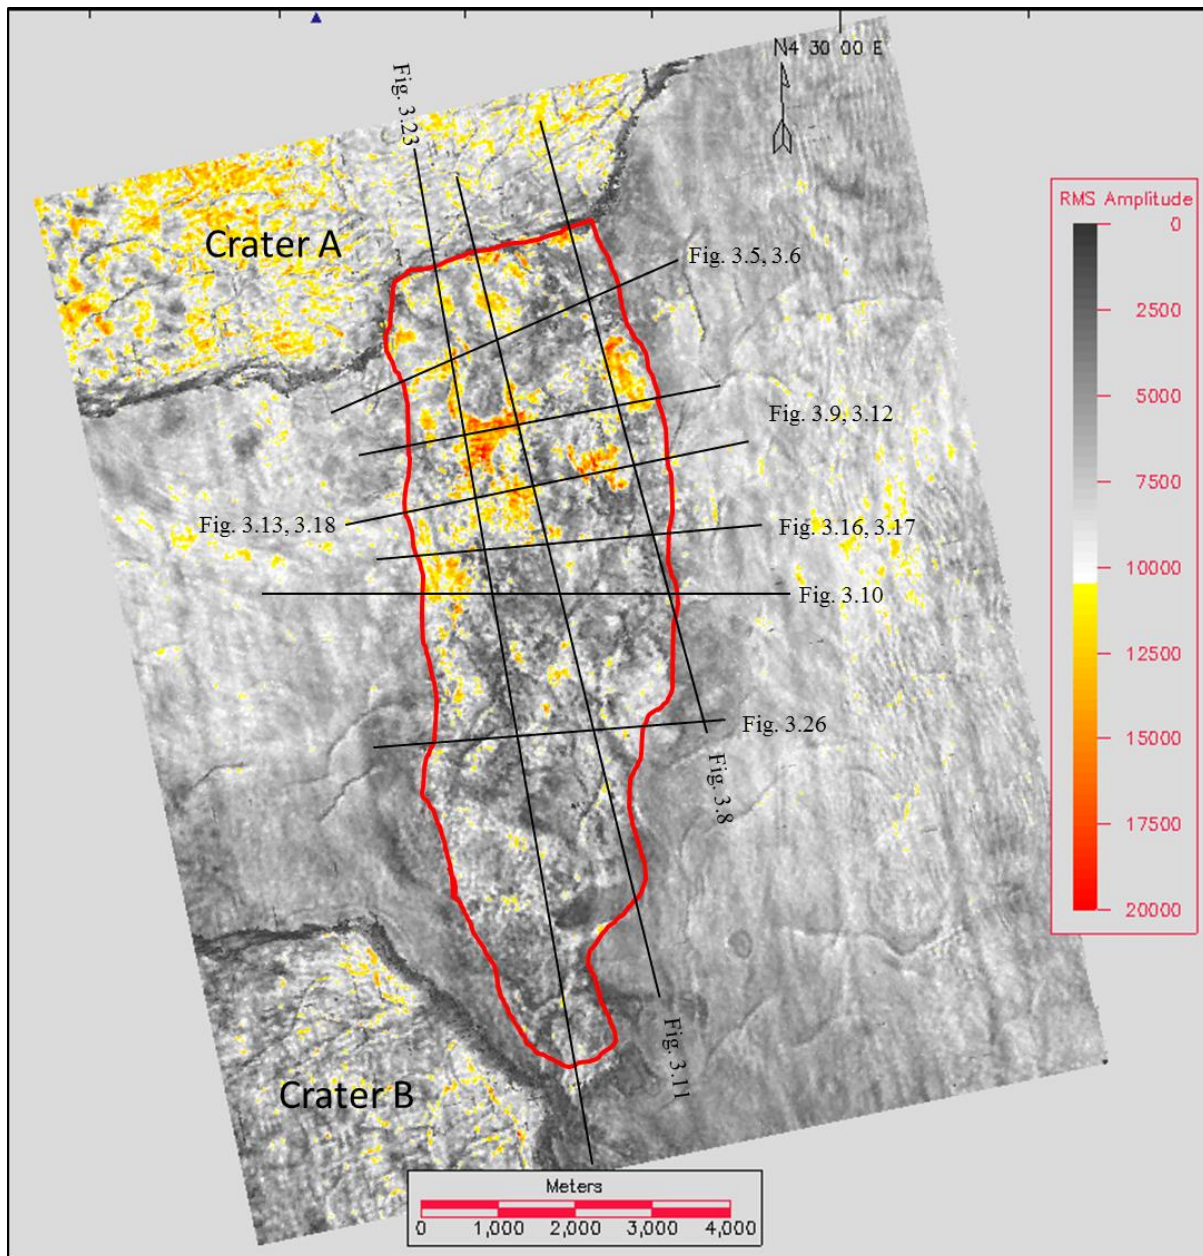 N4 30 00 E
Fig. 3.23
RMS Amplitude
0
2500
5000
7500
10000
12500
15000
17500
20000
Crater A
Fig. 3.5, 3.6
Fig. 3.9, 3.12
Fig. 3.13, 3.18
Fig. 3.16, 3.17
Fig. 3.10
Fig. 3.26
Fig. 3.8
Fig. 3.11
Crater B
Meters
0 1,000 2,000 3,000 4,000